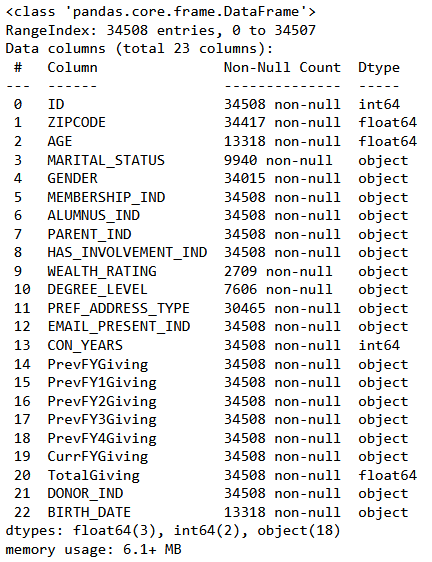 <class 'pandas.core.frame.DataFrame'>
RangeIndex: 34508 entries, 0 to 34507
Data columns (total 23 columns):
 #   Column              Non-Null Count  Dtype
---  ------              --------------  -----
 0   ID                  34508 non-null  int64
 1   ZIPCODE             34417 non-null  float64
 2   AGE                 13318 non-null  float64
 3   MARITAL_STATUS      9940 non-null   object
 4   GENDER              34015 non-null  object
 5   MEMBERSHIP_IND      34508 non-null  object
 6   ALUMNUS_IND         34508 non-null  object
 7   PARENT_IND          34508 non-null  object
 8   HAS_INVOLVEMENT_IND 34508 non-null  object
 9   WEALTH_RATING       2709 non-null   object
 10  DEGREE_LEVEL        7606 non-null   object
 11  PREF_ADDRESS_TYPE   30465 non-null  object
 12  EMAIL_PRESENT_IND   34508 non-null  object
 13  CON_YEARS           34508 non-null  int64
 14  PrevFYGiving        34508 non-null  object
 15  PrevFY1Giving       34508 non-null  object
 16  PrevFY2Giving       34508 non-null  object
 17  PrevFY3Giving       34508 non-null  object
 18  PrevFY4Giving       34508 non-null  object
 19  CurrFYGiving        34508 non-null  object
 20  TotalGiving         34508 non-null  float64
 21  DONOR_IND           34508 non-null  object
 22  BIRTH_DATE          13318 non-null  object
dtypes: float64(3), int64(2), object(18)
memory usage: 6.1+ MB